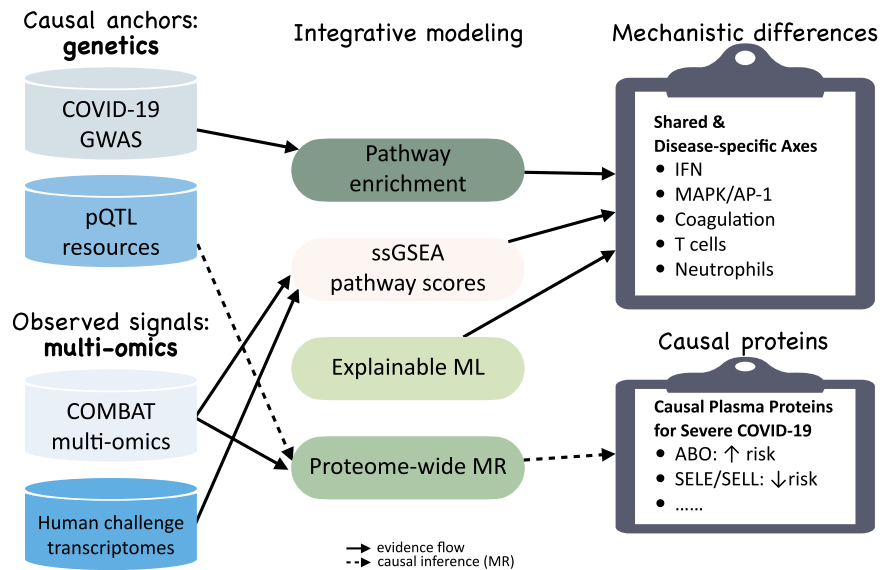 Causal anchors:
genetics
COVID-19
GWAS
pQTL
resources
Observed signals:
multi-omics
COMBAT
multi-omics
Human challenge
transcriptomes
Integrative modeling
Pathway
enrichment
ssGSEA
pathway scores
Explainable ML
Proteome-wide MR
evidence flow
causal inference (MR)
Mechanistic differences
Shared &
Disease-specific Axes
• IFN
• MAPK/AP-1
• Coagulation
• T cells
• Neutrophils
Causal proteins
Causal Plasma Proteins
for Severe COVID-19
• ABO: ↑ risk
• SELE/SELL: ↓risk
• ......